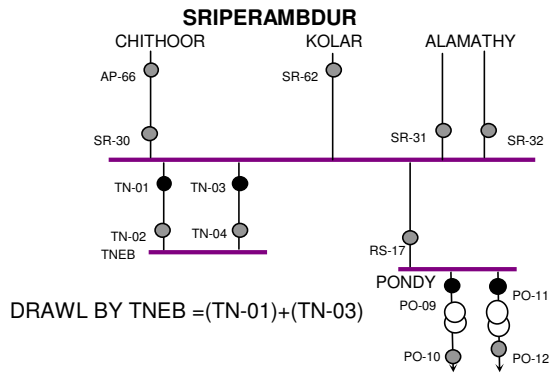 SRIPERAMBDUR
CHITHOOR KOLAR ALAMATHY
AP-66 SR-62
SR-30 SR-31 SR-32
TN-01 TN-03
TN-02 TN-04
TNEB RS-17
PONDY
PO-09 PO-11
DRAWL BY TNEB =(TN-01)+(TN-03)
PO-10 PO-12